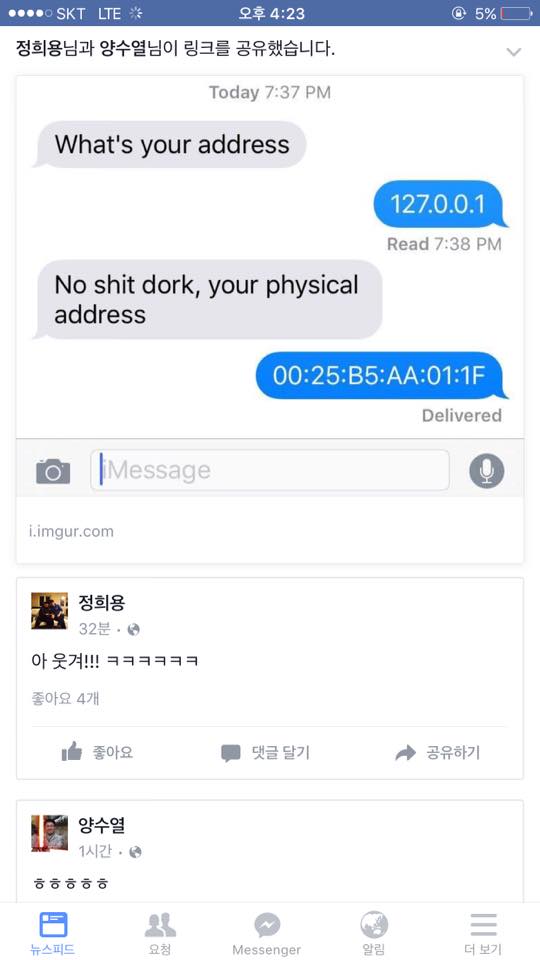 SKT LTE 오후 4:23 5%
정희용님과 양수열님이 링크를 공유했습니다.
Today 7:37 PM
What's your address
127.0.0.1
Read 7:38 PM
No shit dork, your physical
address
00:25:B5:AA:01:1F
Delivered
iMessage
i.imgur.com
정희용
32분 ·
아 웃겨!!! ㅋㅋㅋㅋㅋㅋ
좋아요 4개
좋아요 댓글 달기 공유하기
양수열
1시간 ·
ㅎㅎㅎㅎㅎ
뉴스피드 요청 Messenger 알림 더 보기